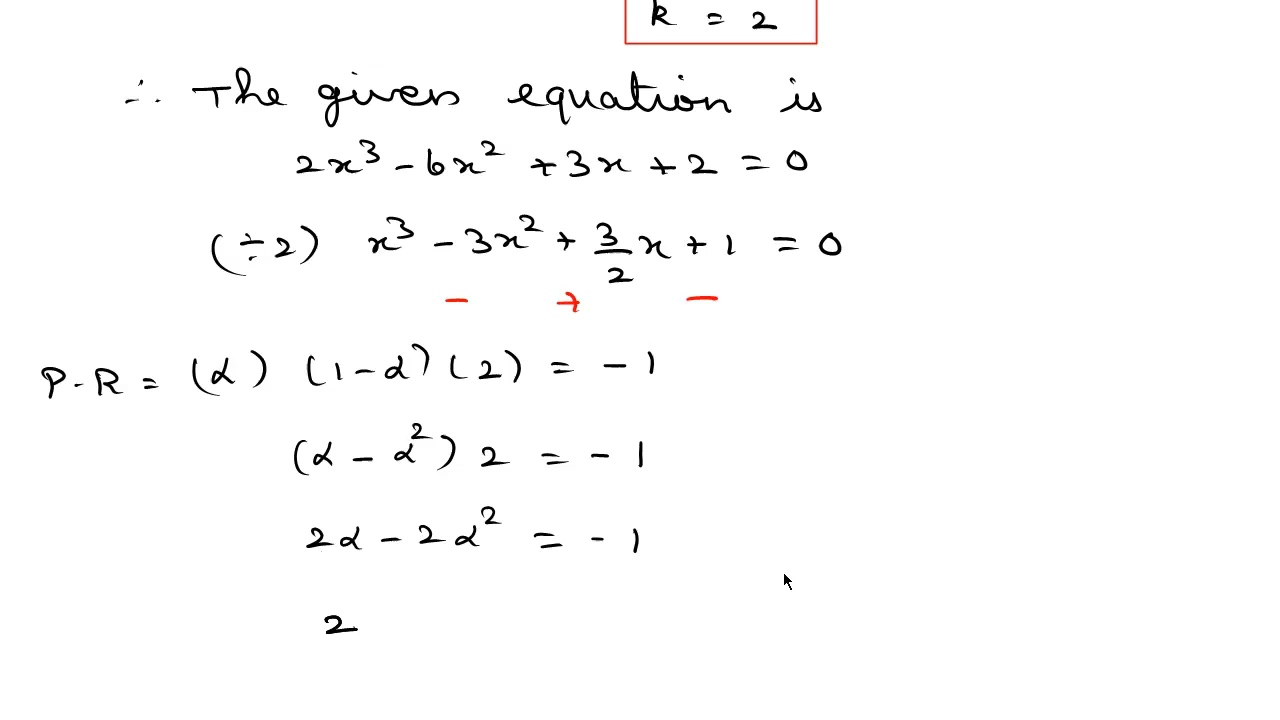 k = 2
∴ The given equation is
2x³ - 6x² + 3x + 2 = 0
(÷2) x³ - 3x² + 3/2 x + 1 = 0
- + -
P.R = (α) (1-α) (2) = -1
(α - α²) 2 = -1
2α - 2α² = -1
2